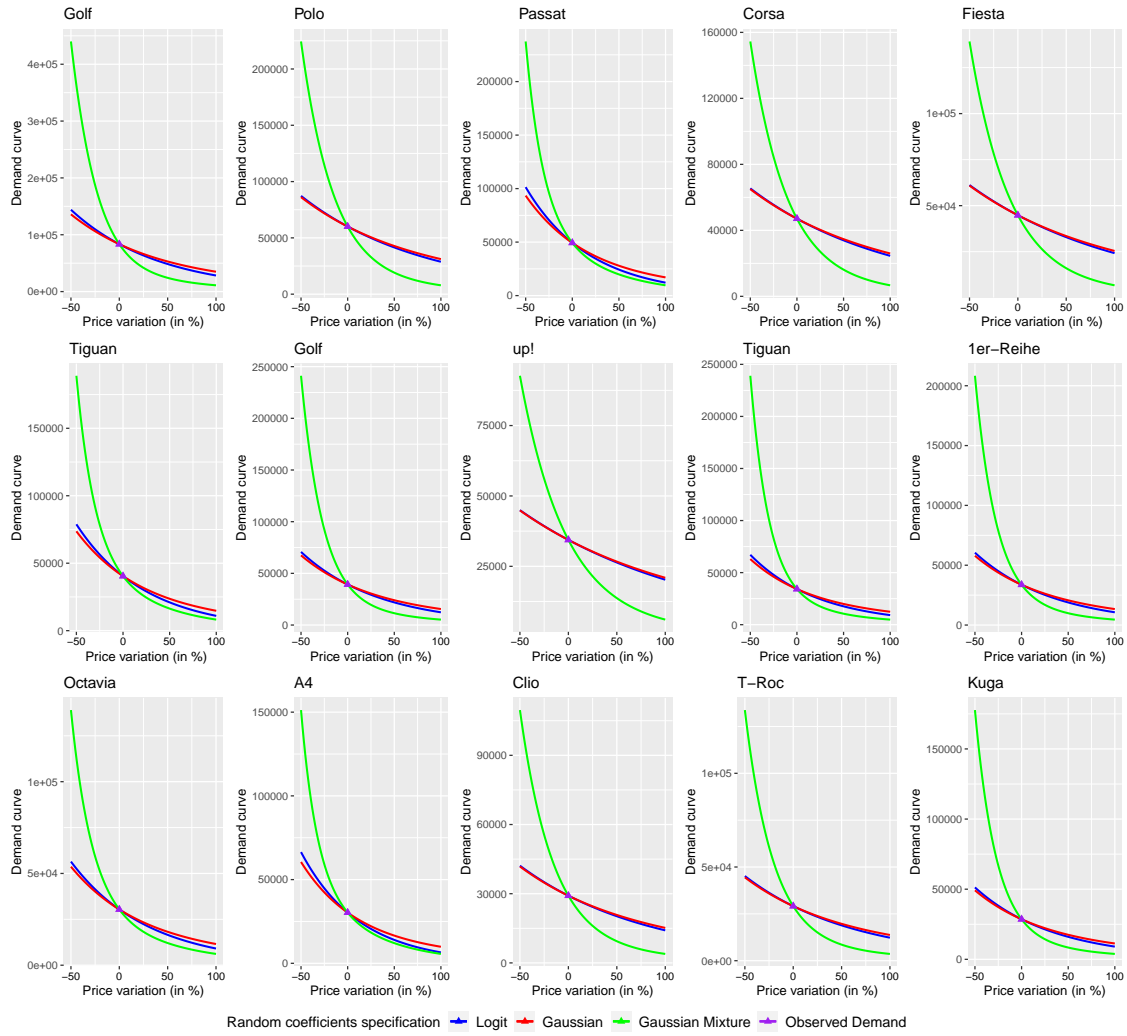 Golf
Demand curve
4e+05
3e+05
2e+05
1e+05
0e+00
−50 0 50 100
Price variation (in %)
Polo
Demand curve
200000
150000
100000
50000
0
−50 0 50 100
Price variation (in %)
Passat
Demand curve
200000
150000
100000
50000
0
−50 0 50 100
Price variation (in %)
Corsa
Demand curve
160000
120000
80000
40000
0
−50 0 50 100
Price variation (in %)
Fiesta
Demand curve
1e+05
5e+04
−50 0 50 100
Price variation (in %)
Tiguan
Demand curve
150000
100000
50000
0
−50 0 50 100
Price variation (in %)
Golf
Demand curve
250000
200000
150000
100000
50000
0
−50 0 50 100
Price variation (in %)
up!
Demand curve
75000
50000
25000
−50 0 50 100
Price variation (in %)
Tiguan
Demand curve
250000
200000
150000
100000
50000
0
−50 0 50 100
Price variation (in %)
1er−Reihe
Demand curve
200000
150000
100000
50000
0
−50 0 50 100
Price variation (in %)
Octavia
Demand curve
1e+05
5e+04
0e+00
−50 0 50 100
Price variation (in %)
A4
Demand curve
150000
100000
50000
0
−50 0 50 100
Price variation (in %)
Clio
Demand curve
90000
60000
30000
0
−50 0 50 100
Price variation (in %)
T−Roc
Demand curve
1e+05
5e+04
0e+00
−50 0 50 100
Price variation (in %)
Kuga
Demand curve
150000
100000
50000
0
−50 0 50 100
Price variation (in %)
Random coefficients specification Logit Gaussian Gaussian Mixture Observed Demand